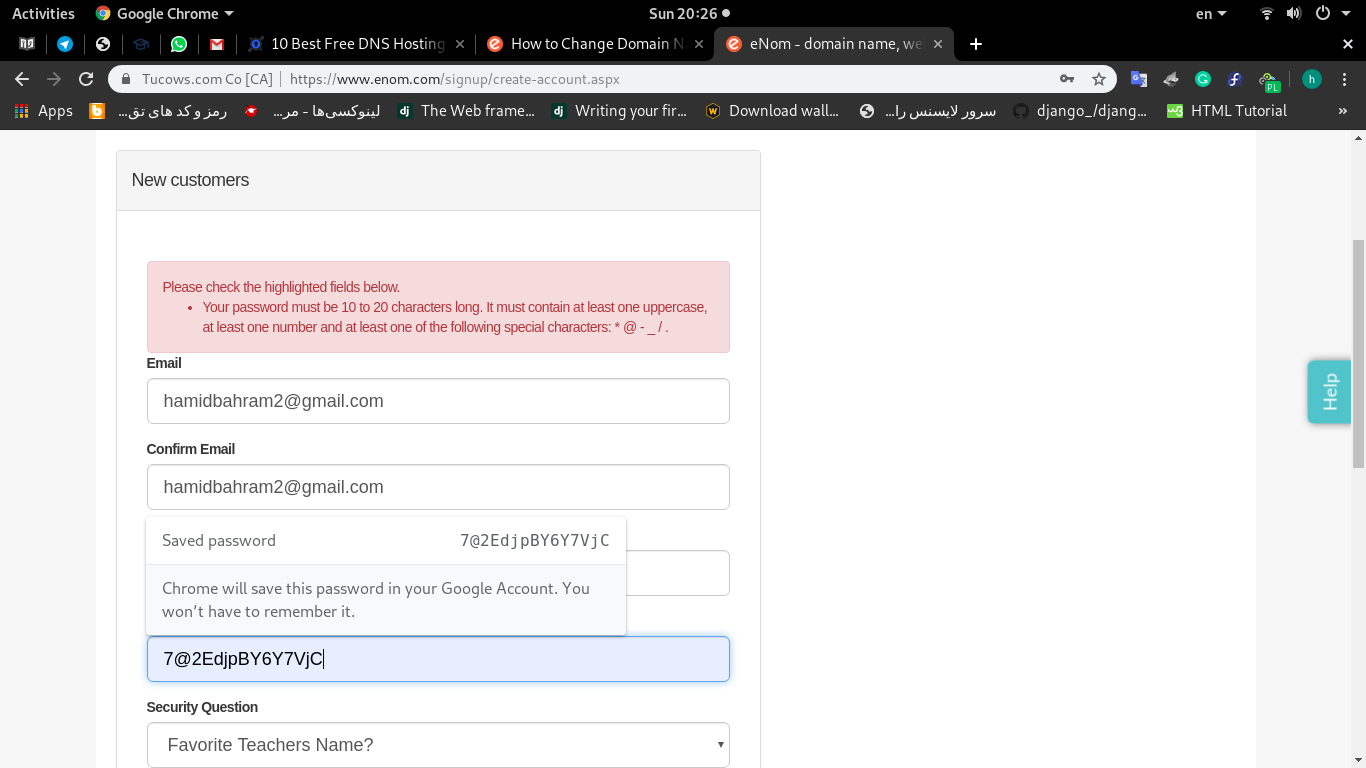 Activities
Google Chrome
Sun 20:26
en
10 Best Free DNS Hosting
How to Change Domain N
eNom - domain name, we
Tucows.com Co [CA]
https://www.enom.com/signup/create-account.aspx
PL
h
Apps
رمز و کد های تق...
لینوکسی‌ها - مر...
The Web frame...
Writing your fir...
Download wall...
سرور لایسنس را...
django_/djang...
HTML Tutorial
New customers
Please check the highlighted fields below.
Your password must be 10 to 20 characters long. It must contain at least one uppercase,
at least one number and at least one of the following special characters: * @ - _ / .
Email
hamidbahram2@gmail.com
Confirm Email
hamidbahram2@gmail.com
Saved password
7@2EdjpBY6Y7VjC
Chrome will save this password in your Google Account. You
won’t have to remember it.
7@2EdjpBY6Y7VjC
Security Question
Favorite Teachers Name?
Help